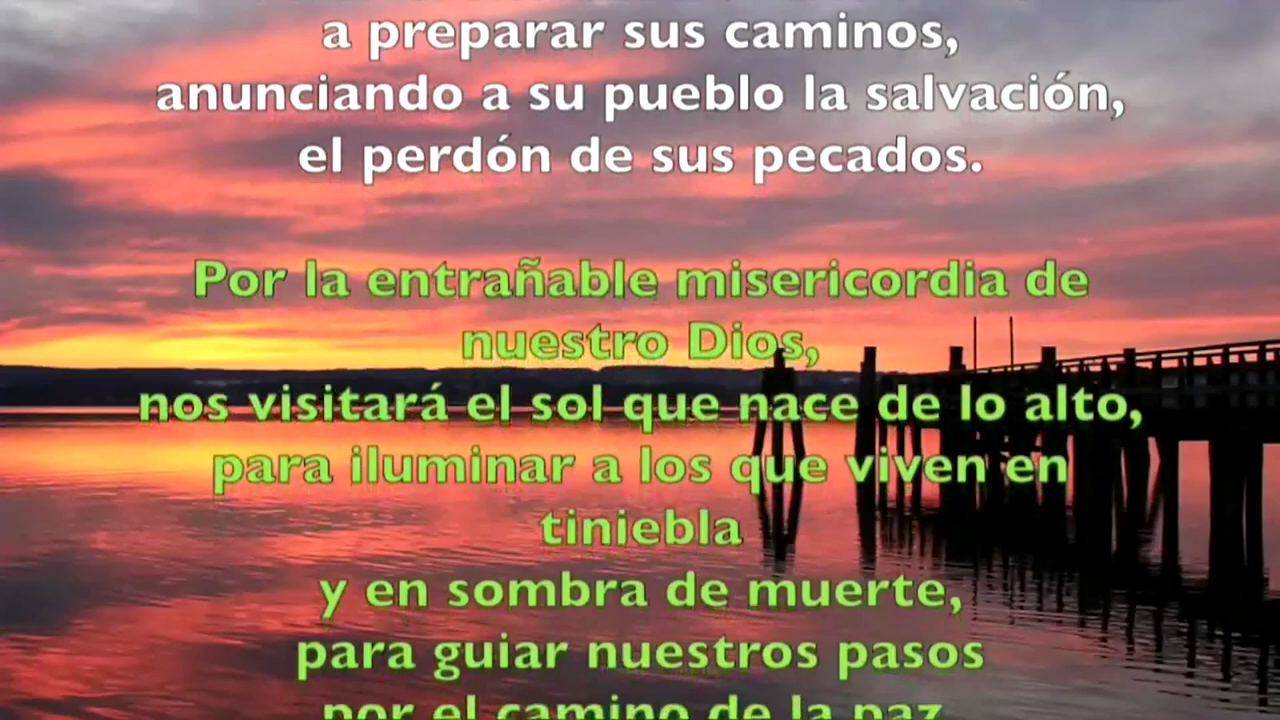 a preparar sus caminos,
anunciando a su pueblo la salvación,
el perdón de sus pecados.
Por la entrañable misericordia de
nuestro Dios,
nos visitará el sol que nace de lo alto,
para iluminar a los que viven en
tiniebla
y en sombra de muerte,
para guiar nuestros pasos
por el camino de la paz